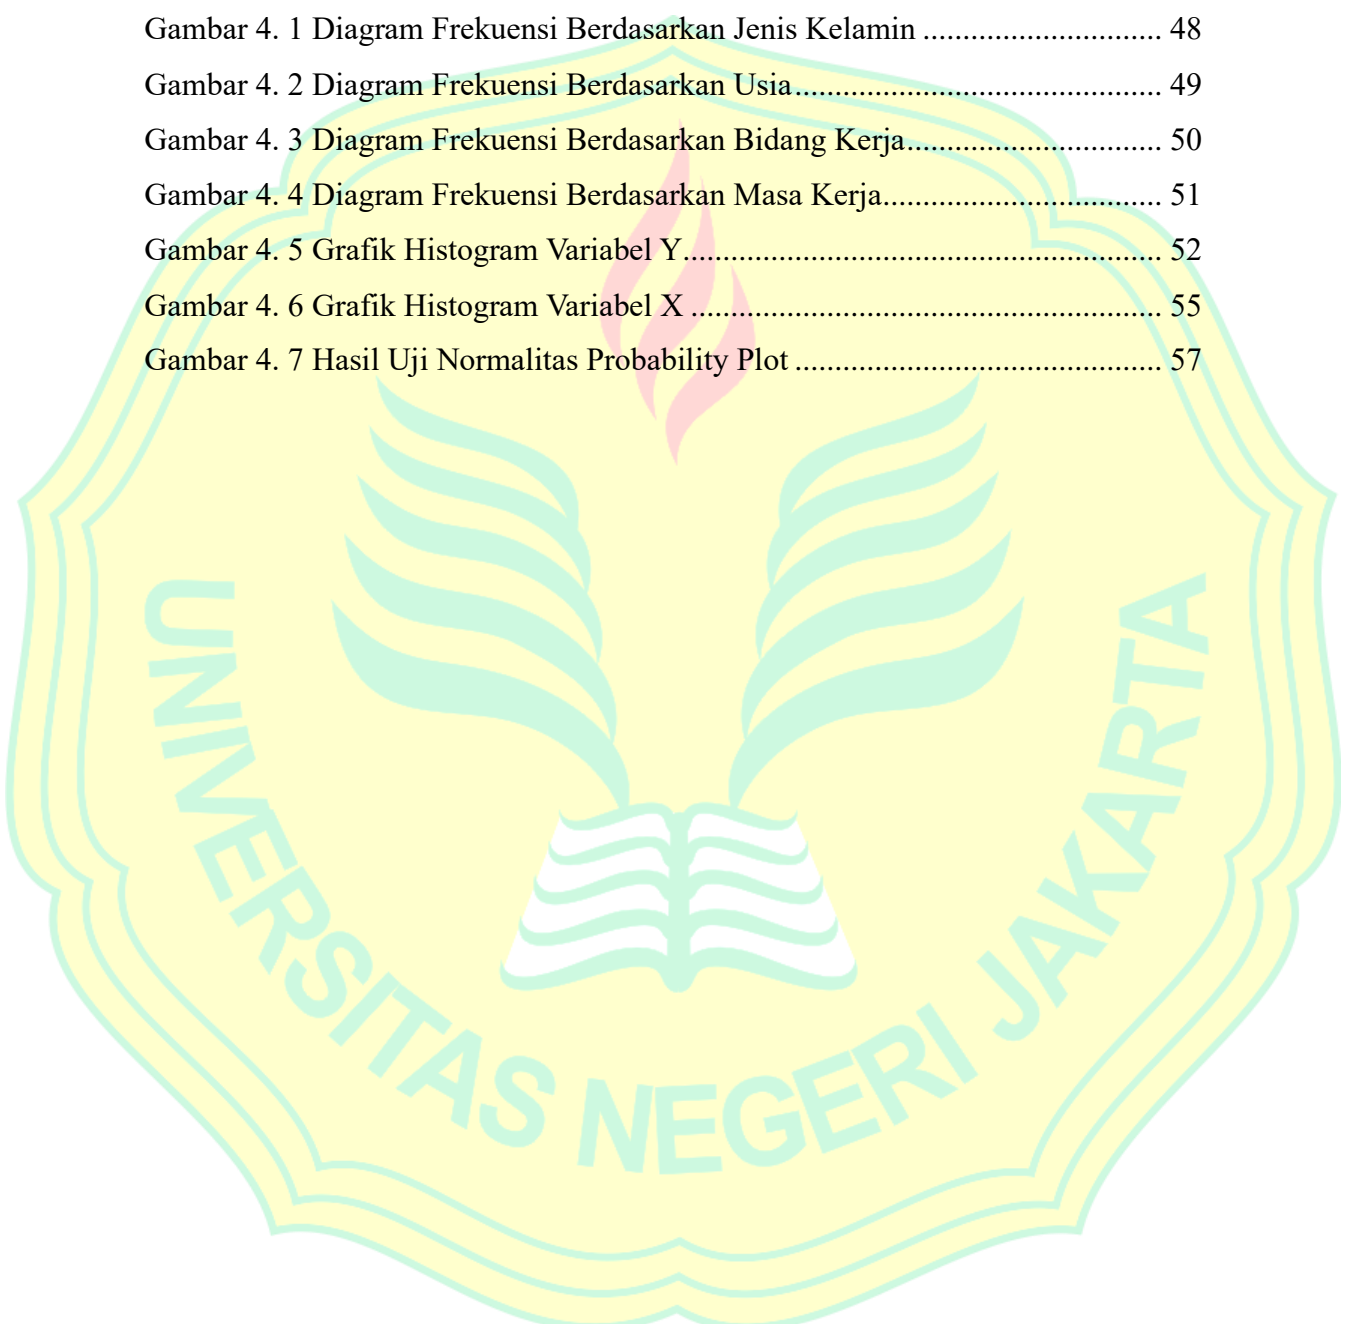 Gambar 4. 1 Diagram Frekuensi Berdasarkan Jenis Kelamin ............................. 48
Gambar 4. 2 Diagram Frekuensi Berdasarkan Usia............................................. 49
Gambar 4. 3 Diagram Frekuensi Berdasarkan Bidang Kerja............................... 50
Gambar 4. 4 Diagram Frekuensi Berdasarkan Masa Kerja.................................. 51
Gambar 4. 5 Grafik Histogram Variabel Y.......................................................... 52
Gambar 4. 6 Grafik Histogram Variabel X ......................................................... 55
Gambar 4. 7 Hasil Uji Normalitas Probability Plot ............................................. 57
UNIVERSITAS NEGERI JAKARTA